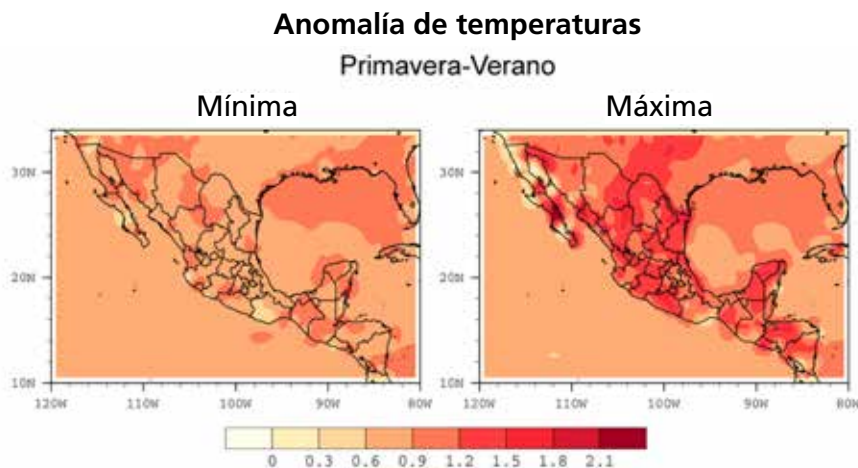 Anomalía de temperaturas
Primavera-Verano
Mínima
Máxima
30N
20N
10N
120W 110W 100W 90W 80W
30N
20N
10N
120W 110W 100W 90W 80W
0 0.3 0.6 0.9 1.2 1.5 1.8 2.1